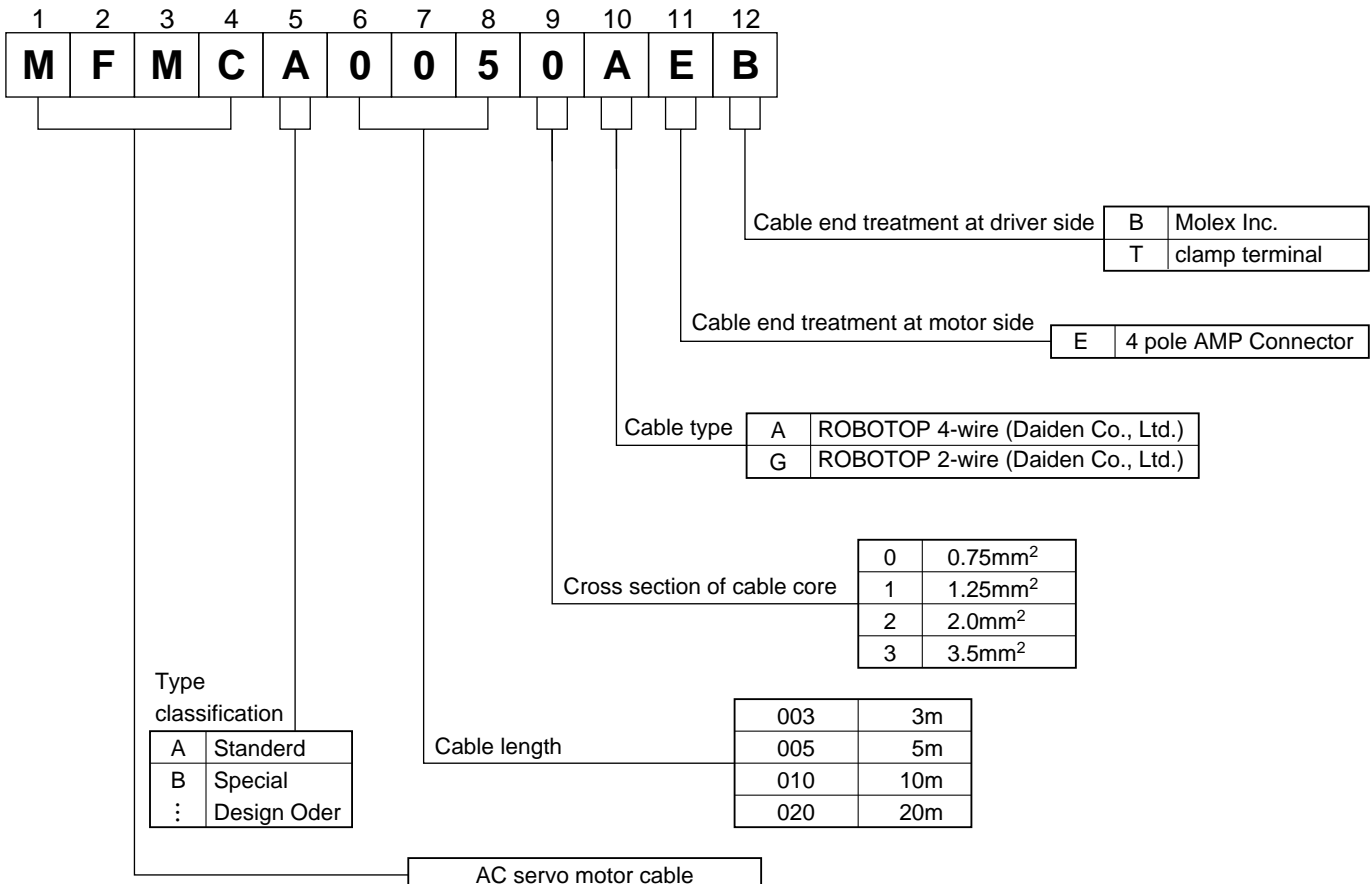 1 2 3 4 5 6 7 8 9 10 11 12
M F M C A 0 0 5 0 A E B
Cable end treatment at driver side
B Molex Inc.
T clamp terminal
Cable end treatment at motor side
E 4 pole AMP Connector
Cable type
A ROBOTOP 4-wire (Daiden Co., Ltd.)
G ROBOTOP 2-wire (Daiden Co., Ltd.)
Cross section of cable core
0 0.75mm²
1 1.25mm²
2 2.0mm²
3 3.5mm²
Type
classification
A Standerd
B Special
⋮ Design Oder
Cable length
003 3m
005 5m
010 10m
020 20m
AC servo motor cable